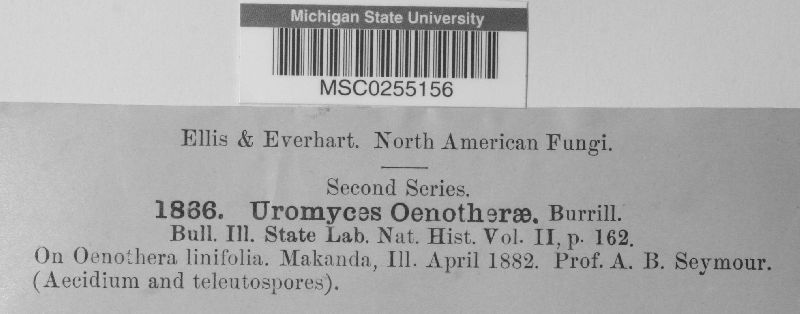 Michigan State University
MSC0255156
Ellis & Everhart. North American Fungi.
Second Series.
1866. Uromyces Oenotheræ. Burrill.
Bull. Ill. State Lab. Nat. Hist. Vol. II, p. 162.
On Oenothera linifolia. Makanda, Ill. April 1882. Prof. A. B. Seymour.
(Aecidium and teleutospores).